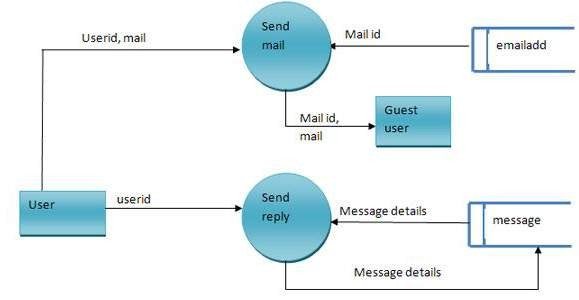 Send
mail
Userid, mail
Mail id
emailadd
Mail id,
mail
Guest
user
User
userid
Send
reply
Message details
message
Message details